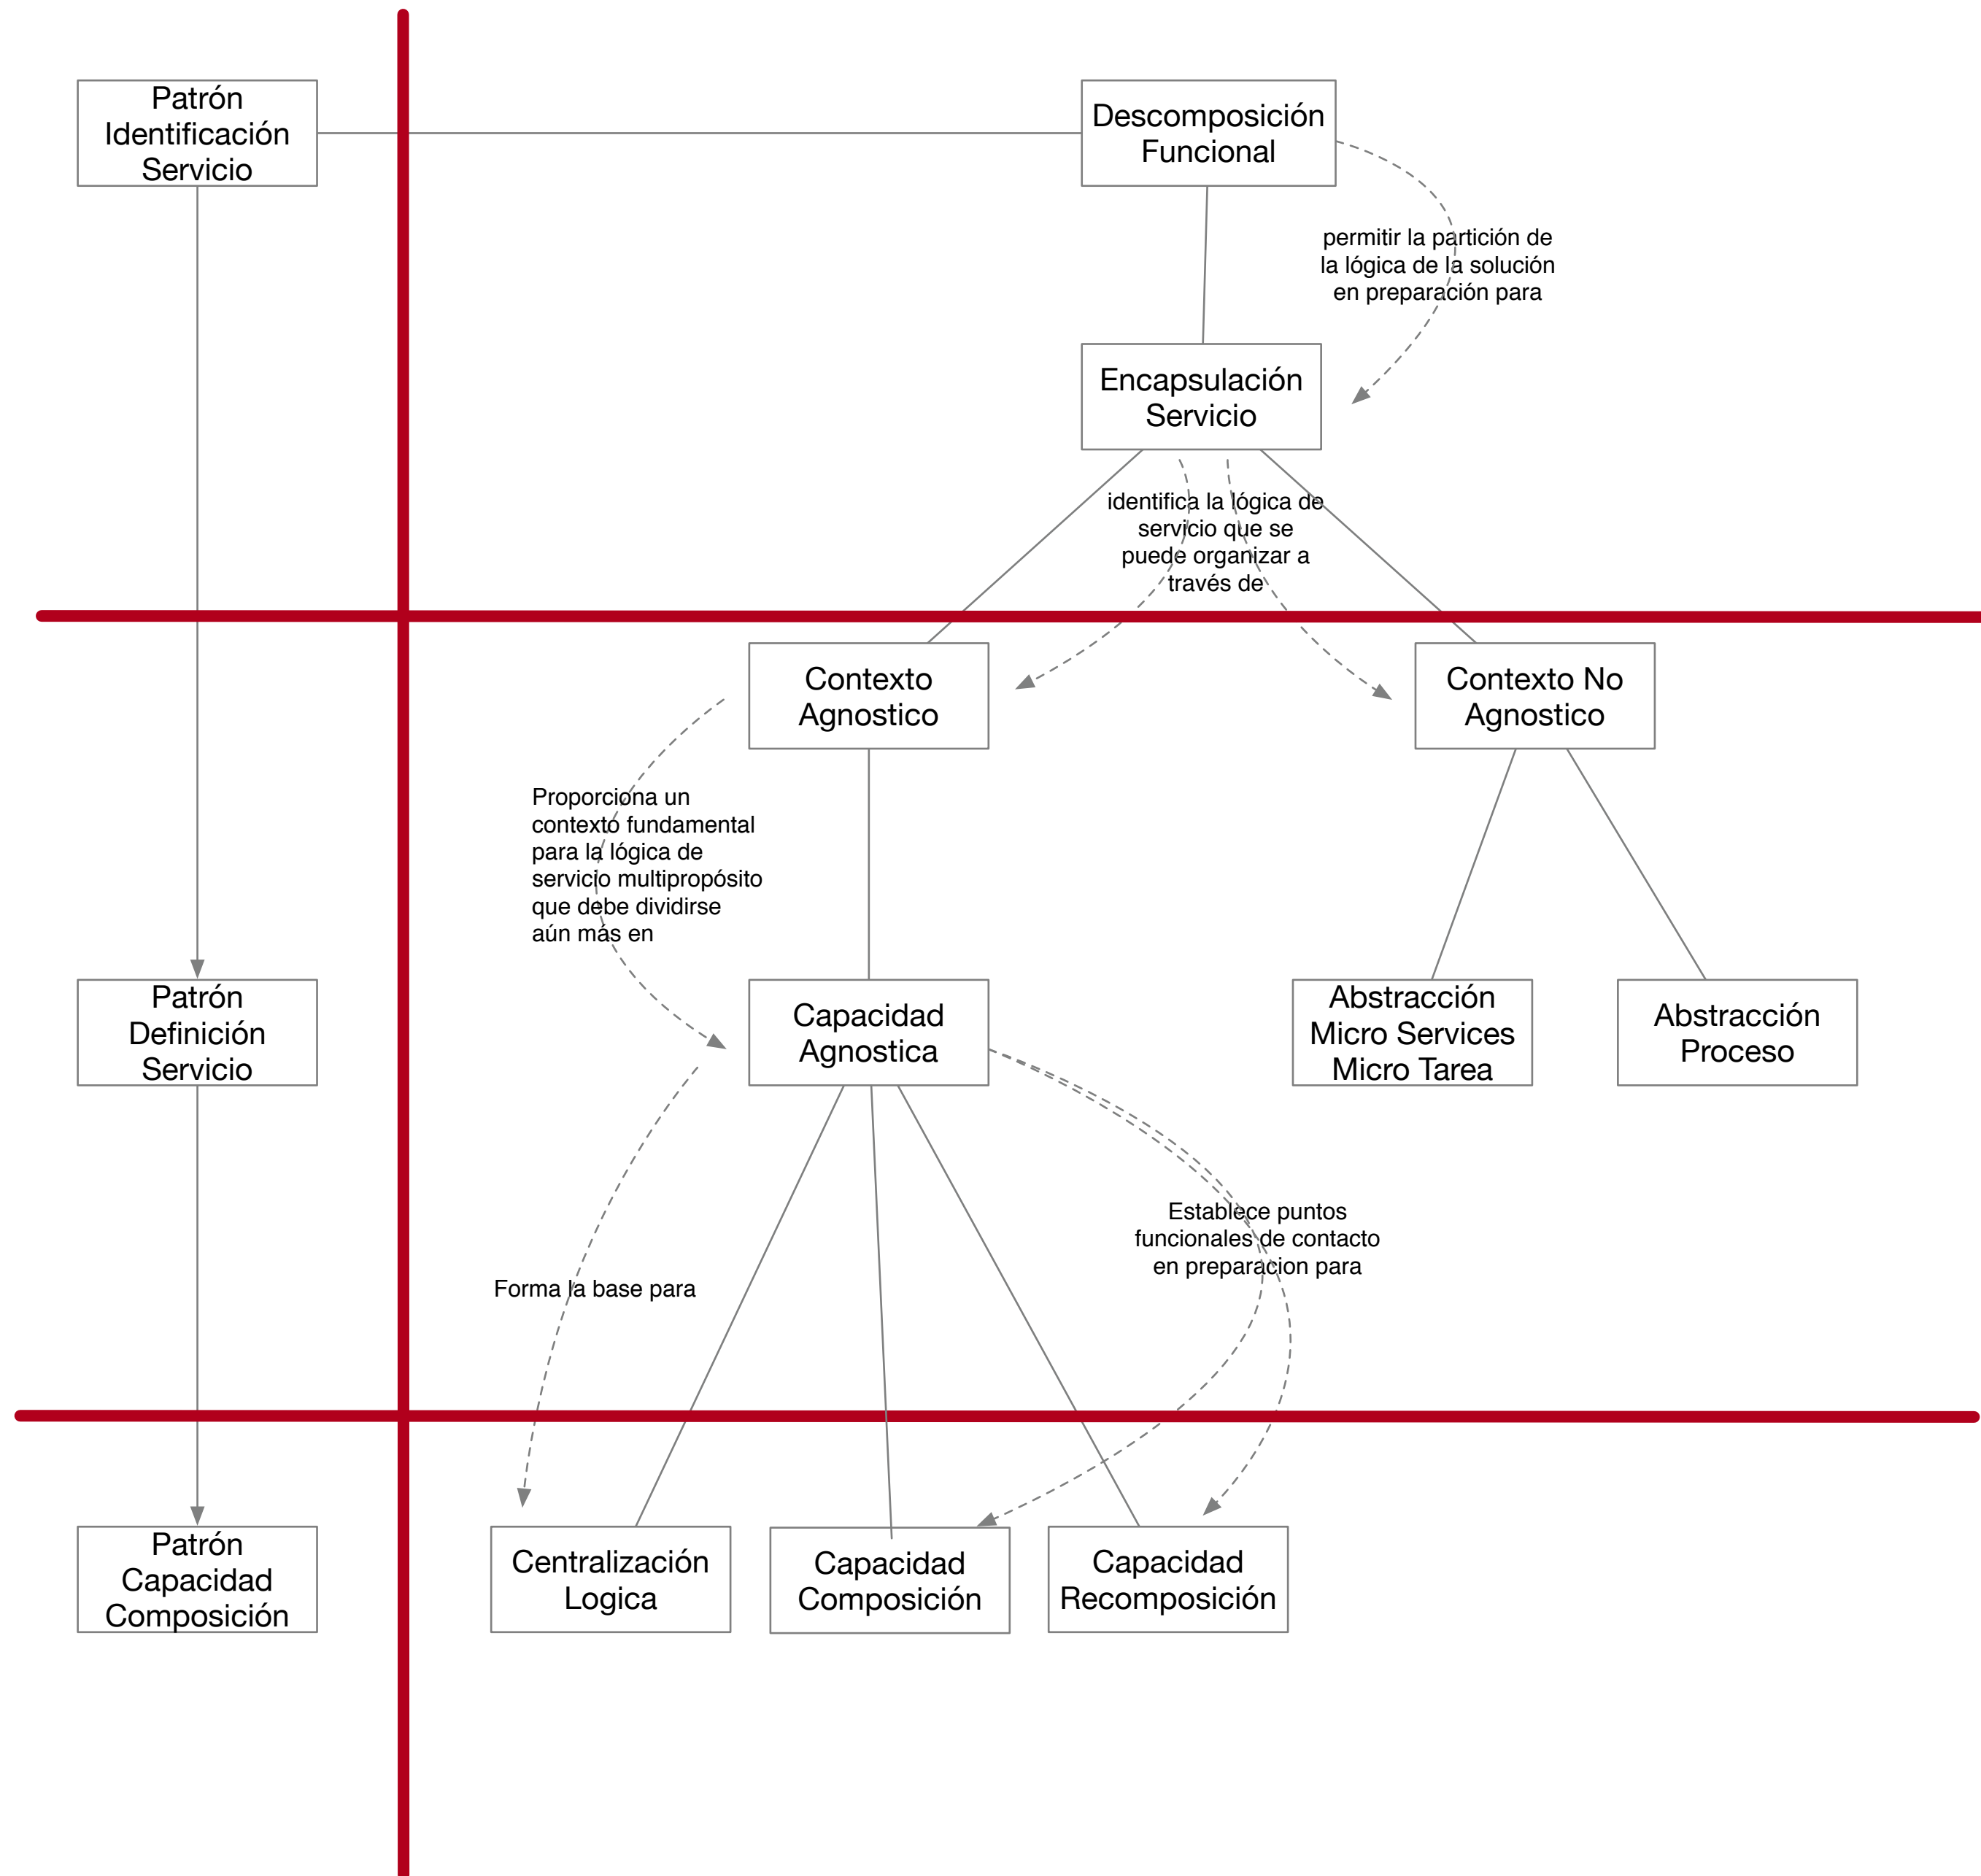 Patrón
Identificación
Servicio
Descomposición
Funcional
permitir la partición de
la lógica de la solución
en preparación para
Encapsulación
Servicio
identifica la lógica de
servicio que se
puede organizar a
través de
Contexto
Agnostico
Contexto No
Agnostico
Proporciona un
contexto fundamental
para la lógica de
servicio multipropósito
que debe dividirse
aún más en
Patrón
Definición
Servicio
Capacidad
Agnostica
Abstracción
Micro Services
Micro Tarea
Abstracción
Proceso
Establece puntos
funcionales de contacto
en preparacion para
Forma la base para
Patrón
Capacidad
Composición
Centralización
Logica
Capacidad
Composición
Capacidad
Recomposición